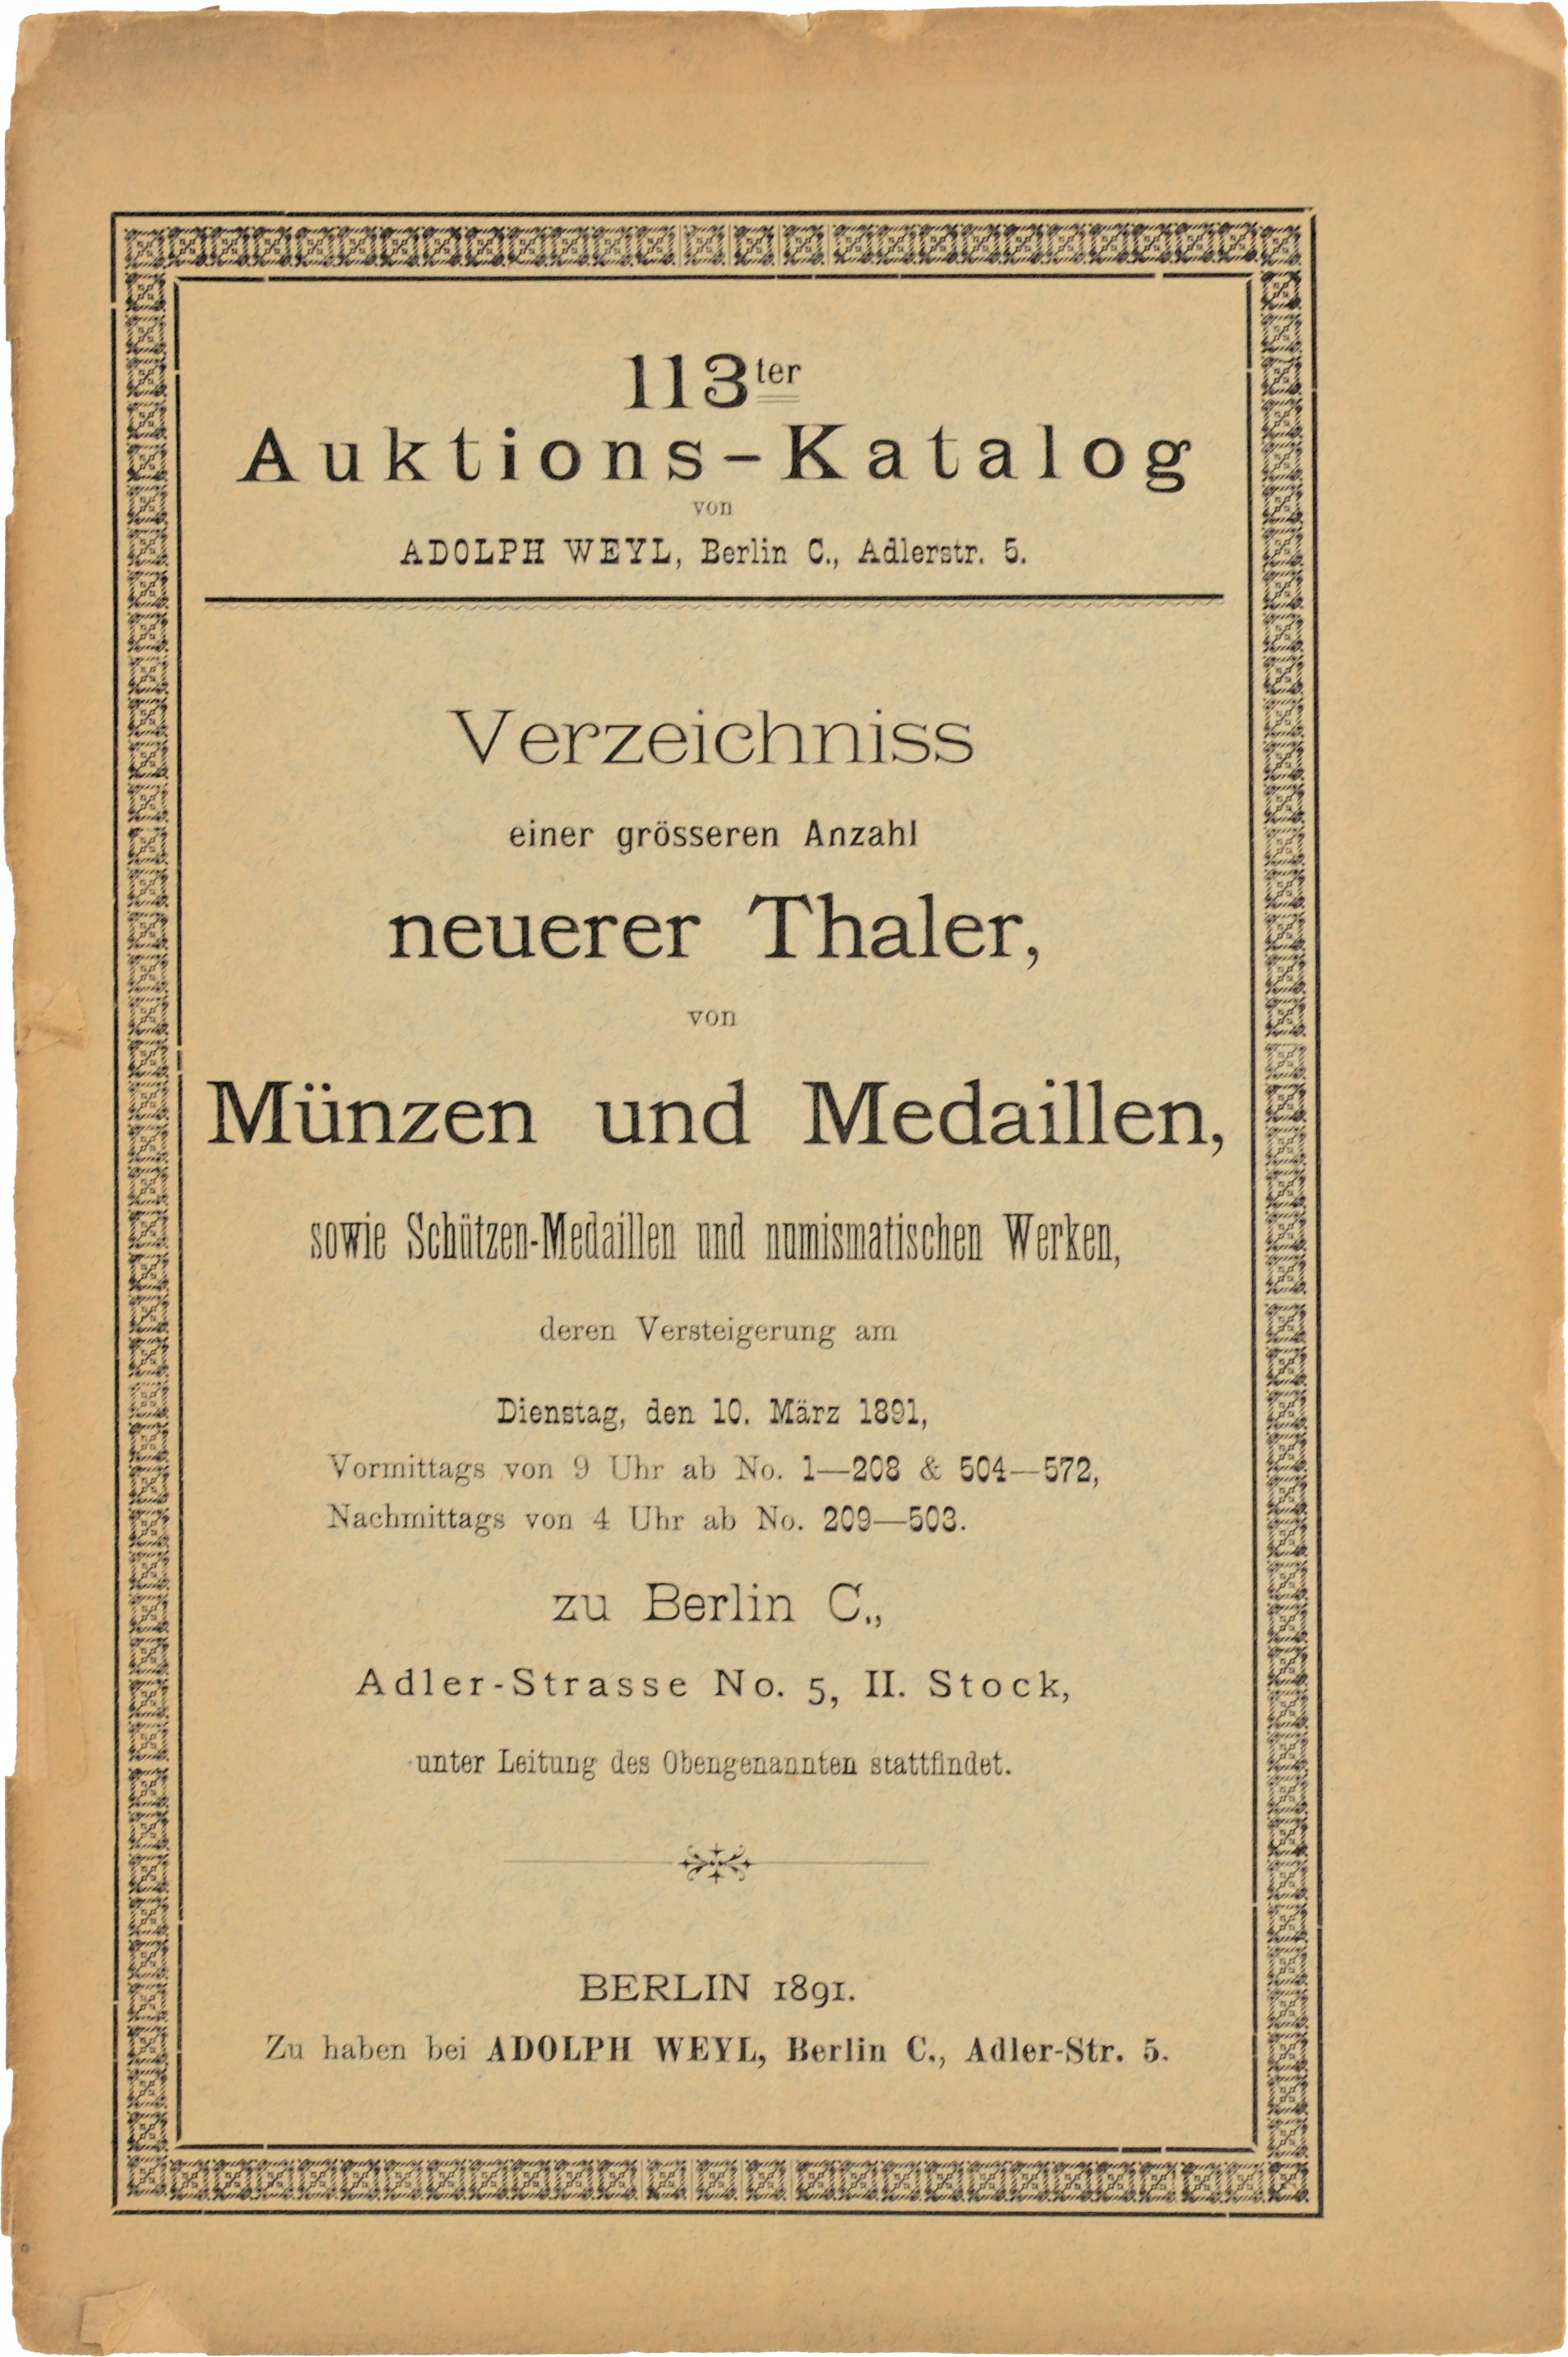 113ter
Auktions-Katalog
von
ADOLPH WEYL, Berlin C., Adlerstr. 5.
Verzeichniss
einer grösseren Anzahl
neuerer Thaler,
von
Münzen und Medaillen,
sowie Schützen-Medaillen und numismatischen Werken,
deren Versteigerung am
Dienstag, den 10. März 1891,
Vormittags von 9 Uhr ab No. 1—208 & 504—572,
Nachmittags von 4 Uhr ab No. 209—503.
zu Berlin C.,
Adler-Strasse No. 5, II. Stock,
unter Leitung des Obengenannten stattfindet.
BERLIN 1891.
Zu haben bei ADOLPH WEYL, Berlin C., Adler-Str. 5.